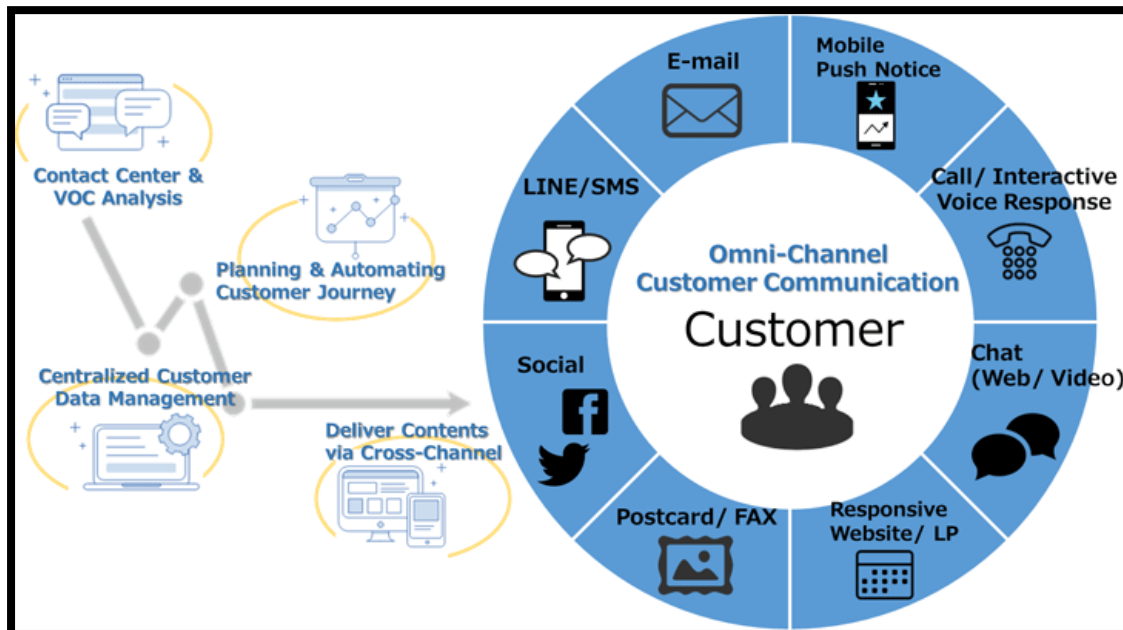 Contact Center &
VOC Analysis
Planning & Automating
Customer Journey
Centralized Customer
Data Management
Deliver Contents
via Cross-Channel
E-mail
Mobile
Push Notice
Call/ Interactive
Voice Response
Chat
(Web/ Video)
Responsive
Website/ LP
Postcard/ FAX
Social
LINE/SMS
Omni-Channel
Customer Communication
Customer